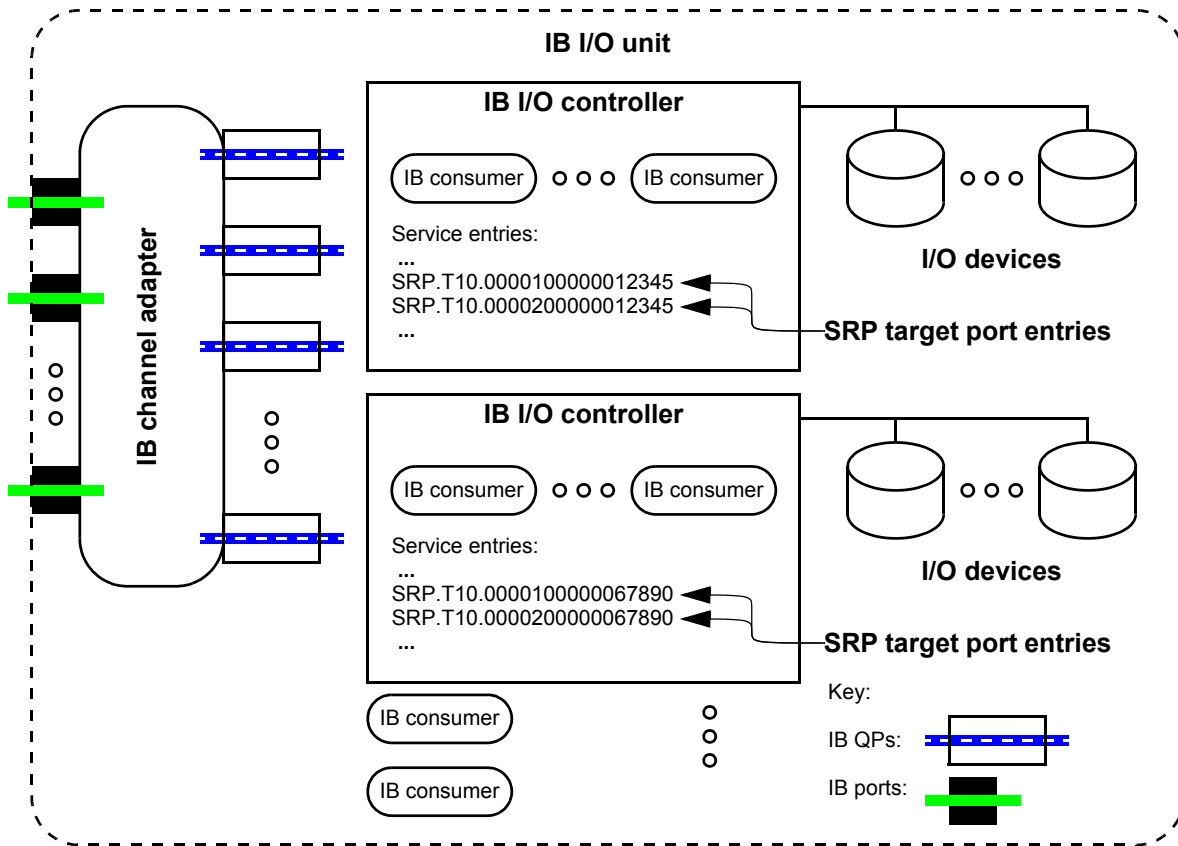 IB I/O unit
IB channel adapter
IB I/O controller
IB consumer
IB consumer
Service entries:
...
SRP.T10.0000100000012345
SRP.T10.0000200000012345
...
I/O devices
SRP target port entries
IB I/O controller
IB consumer
IB consumer
Service entries:
...
SRP.T10.0000100000067890
SRP.T10.0000200000067890
...
I/O devices
SRP target port entries
IB consumer
IB consumer
Key:
IB QPs:
IB ports: